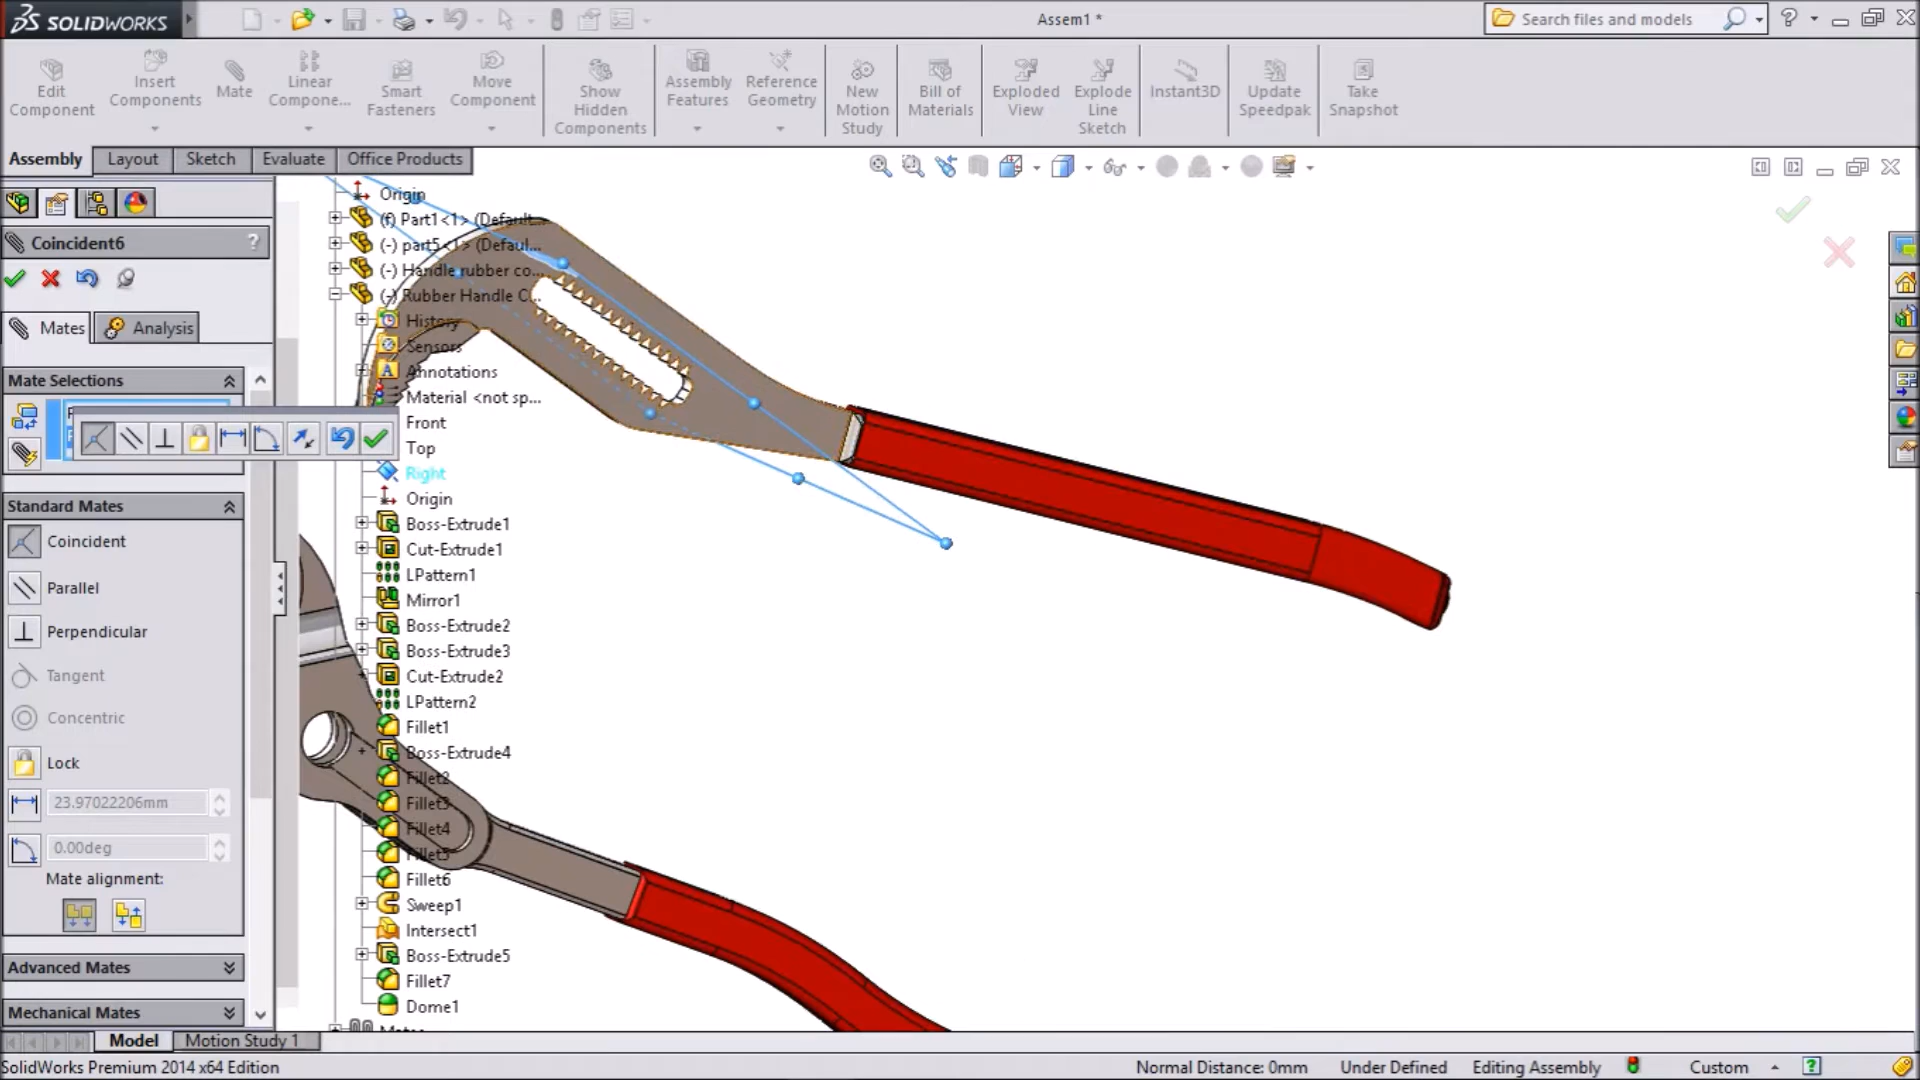 SOLIDWORKS
Assem1 *
Search files and models
Edit Component
Insert Components
Mate
Linear Compone...
Smart Fasteners
Move Component
Show Hidden Components
Assembly Features
Reference Geometry
New Motion Study
Bill of Materials
Exploded View
Explode Line Sketch
Instant3D
Update Speedpak
Take Snapshot
Assembly
Layout
Sketch
Evaluate
Office Products
Coincident6
?
Mates
Analysis
Mate Selections
Standard Mates
Coincident
Parallel
Perpendicular
Tangent
Concentric
Lock
23.97022206mm
0.00deg
Mate alignment:
Advanced Mates
Mechanical Mates
Origin
(f) Part1<1> (Default...
(-) part5<1> (Defaul...
(-) Handle rubber co...
(-) Rubber Handle C...
History
Sensors
Annotations
Material <not sp...
Front
Top
Right
Origin
Boss-Extrude1
Cut-Extrude1
LPattern1
Mirror1
Boss-Extrude2
Boss-Extrude3
Cut-Extrude2
LPattern2
Fillet1
Boss-Extrude4
Fillet2
Fillet3
Fillet4
Fillet5
Fillet6
Sweep1
Intersect1
Boss-Extrude5
Fillet7
Dome1
Model
Motion Study 1
SolidWorks Premium 2014 x64 Edition
Normal Distance: 0mm
Under Defined
Editing Assembly
Custom